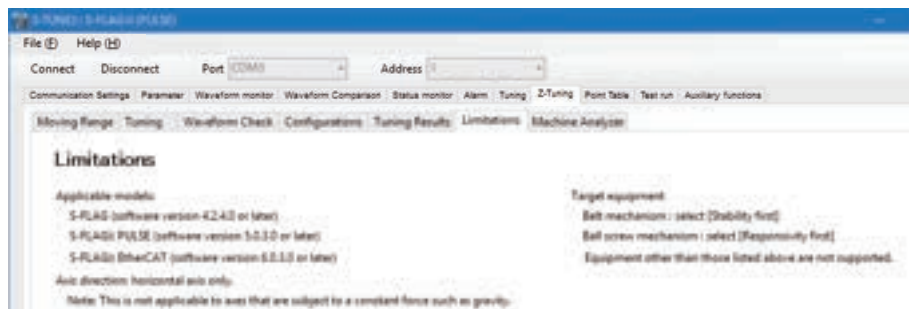 S-TUNE) : S-FLAGⅡ (PULSE)
File (F) Help (H)
Connect Disconnect Port Address
Communication Settings Parameter Waveform monitor Waveform Comparison Status monitor Alarm Tuning Z-Tuning Point Table Test run Auxiliary functions
Moving Range Tuning Waveform Check Configurations Tuning Results Limitations Machine Analyzer
Limitations
Applicable models:
S-FLAG (software version 4.2.4.0 or later)
S-FLAGⅡ PULSE (software version 5.0.3.0 or later)
S-FLAGⅡ EtherCAT (software version or later)
Axis direction: horizontal axis only.
Note: This is not applicable to axes that are subject to a constant force such as gravity.
Target equipment
Belt mechanism : select [Stability first]
Ball screw mechanism : select [Responsivity first]
Equipment other than those listed above are not supported.